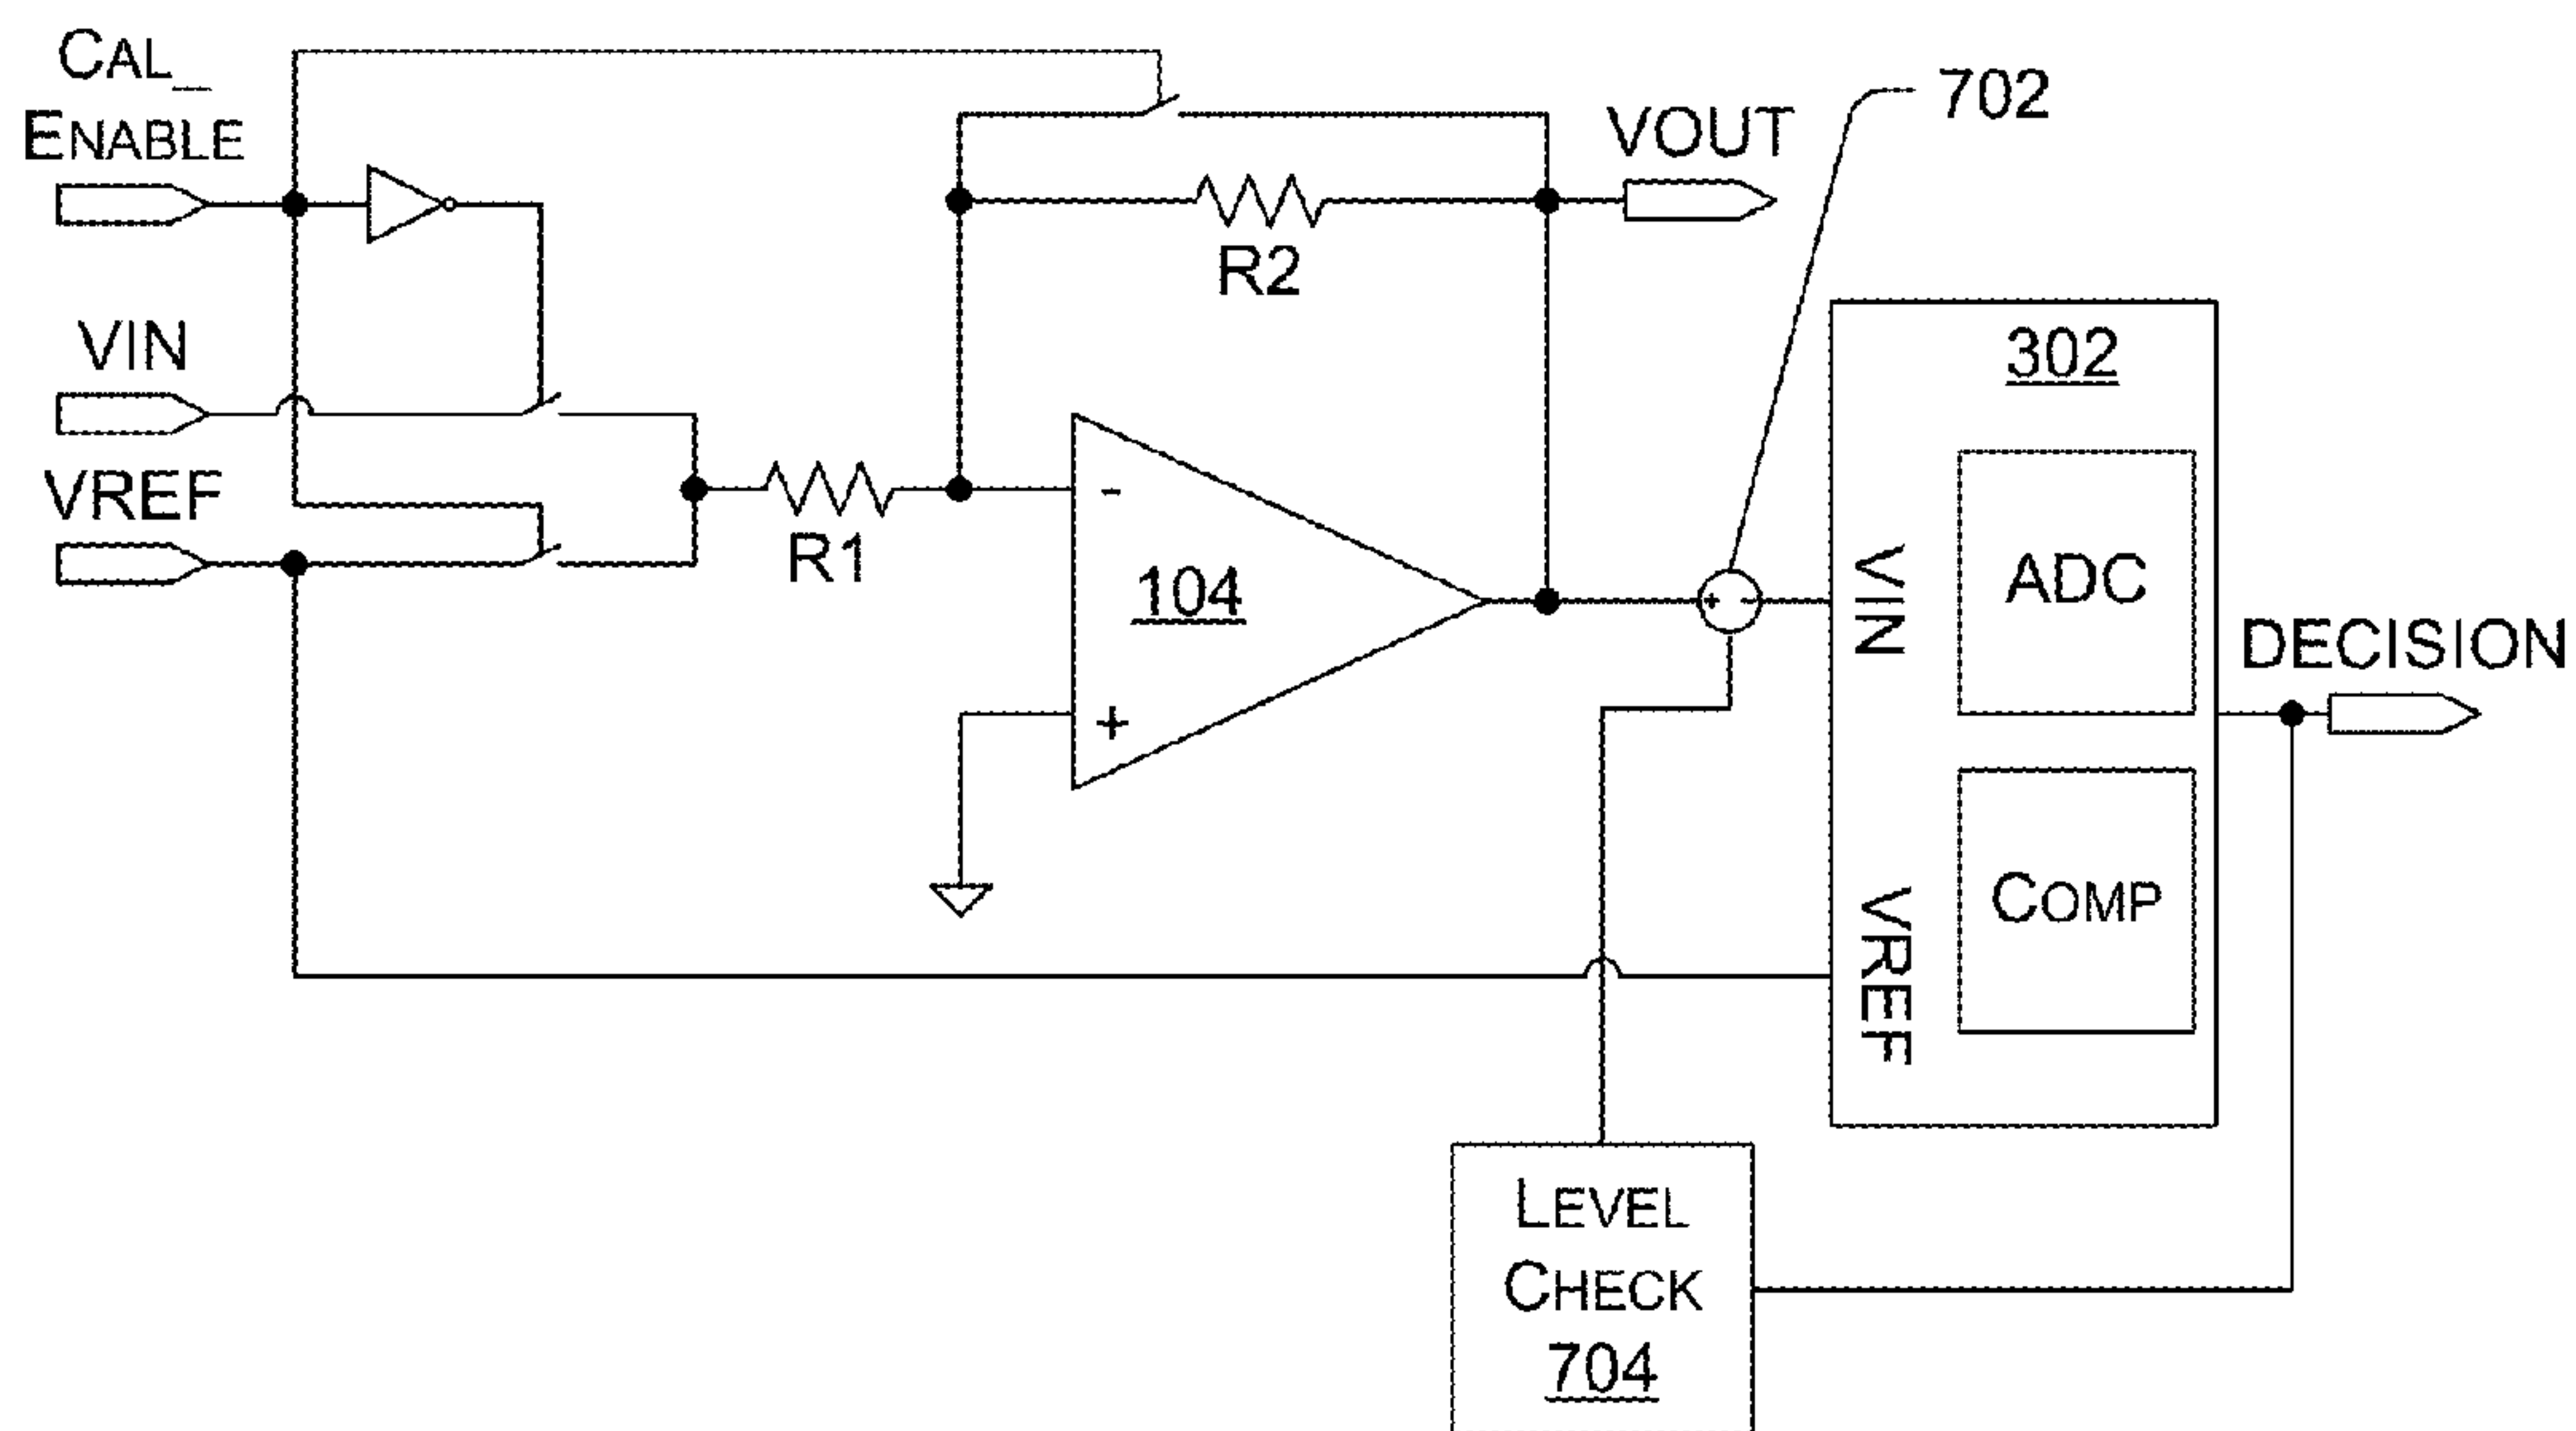 CAL_
ENABLE
VIN
VREF
R1
R2
VOUT
702
-
104
+
+ -
302
VIN
ADC
VREF
COMP
DECISION
LEVEL
CHECK
704